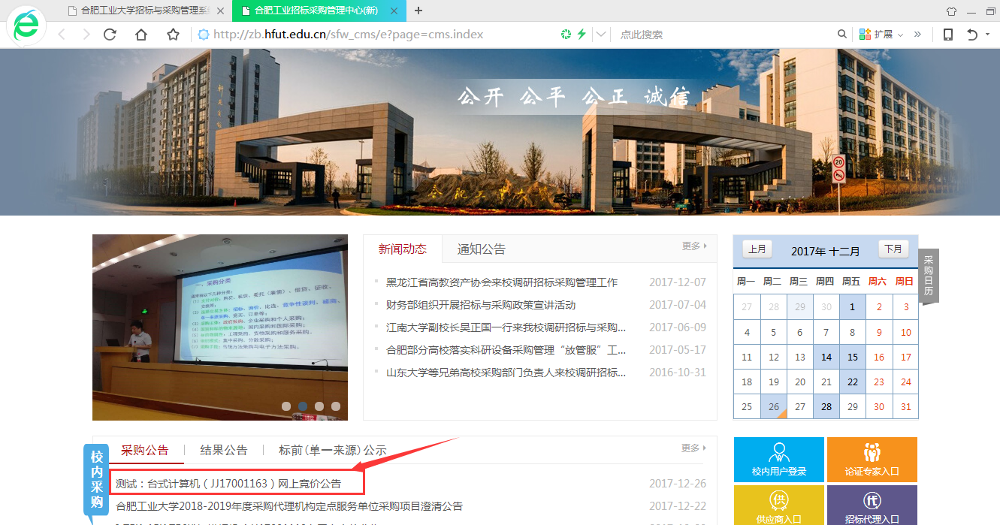 合肥工业大学招标与采购管理系
合肥工业招标采购管理中心(新)
http://zb.hfut.edu.cn/sfw_cms/e?page=cms.index
点此搜索
扩展
公开 公平 公正 诚信
20
一、采购分类
新闻动态
通知公告
更多
黑龙江省高教资产协会来校调研招标采购管理工作 2017-12-07
财务部组织开展招标与采购政策宣讲活动 2017-07-04
江南大学副校长吴正国一行来我校调研招标与采购... 2017-06-09
合肥部分高校落实科研设备采购管理“放管服”工... 2017-05-17
山东大学等兄弟高校采购部门负责人来校调研招标... 2016-10-31
上月 2017年 十二月 下月
采购日历
周一 周二 周三 周四 周五 周六 周日
27 28 29 30 1 2 3
4 5 6 7 8 9 10
11 12 13 14 15 16 17
18 19 20 21 22 23 24
25 26 27 28 29 30 31
校内采购
采购公告
结果公告
标前(单一来源)公示
更多
测试：台式计算机（JJ17001163）网上竞价公告 2017-12-26
合肥工业大学2018-2019年度采购代理机构定点服务单位采购项目澄清公告 2017-12-22
校内用户登录
论证专家入口
供
供应商入口
代
招标代理入口